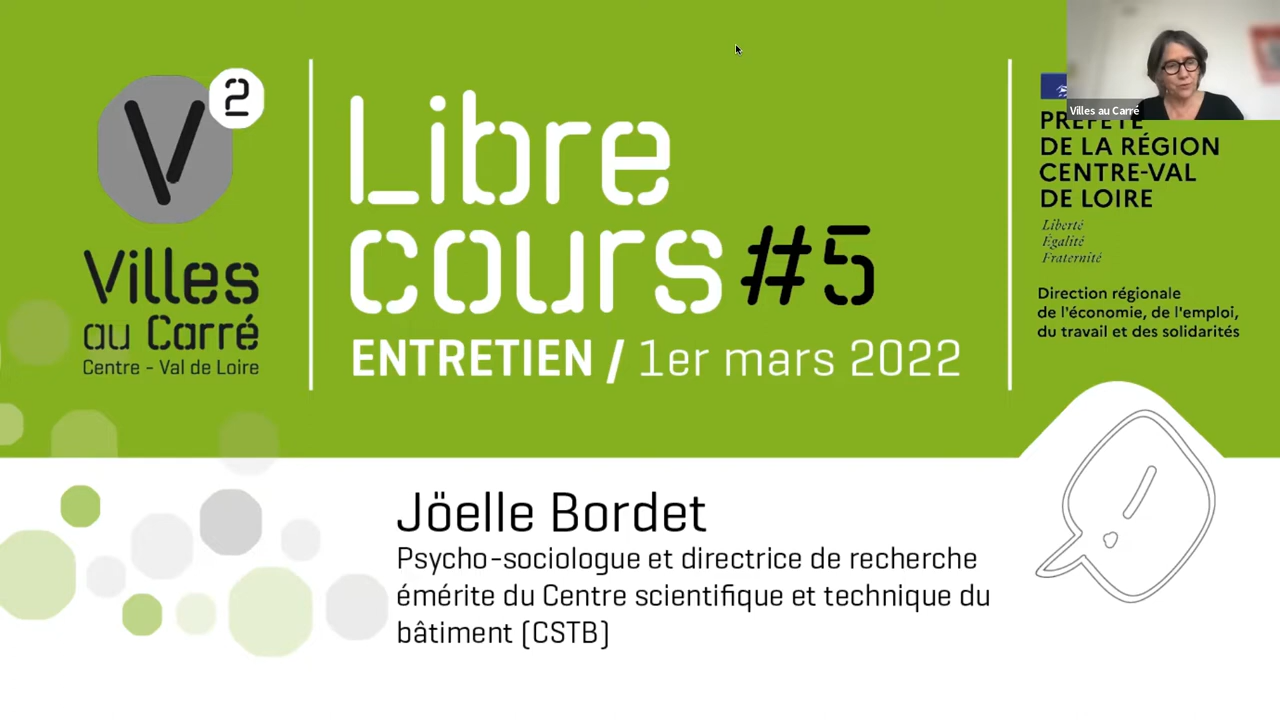 V2
Villes
au Carré
Centre - Val de Loire
Libre
cours #5
ENTRETIEN / 1er mars 2022
Villes au Carré
PRÉFÈTE
DE LA RÉGION
CENTRE-VAL
DE LOIRE
Liberté
Égalité
Fraternité
Direction régionale
de l'économie, de l'emploi,
du travail et des solidarités
Jöelle Bordet
Psycho-sociologue et directrice de recherche
émérite du Centre scientifique et technique du
bâtiment (CSTB)